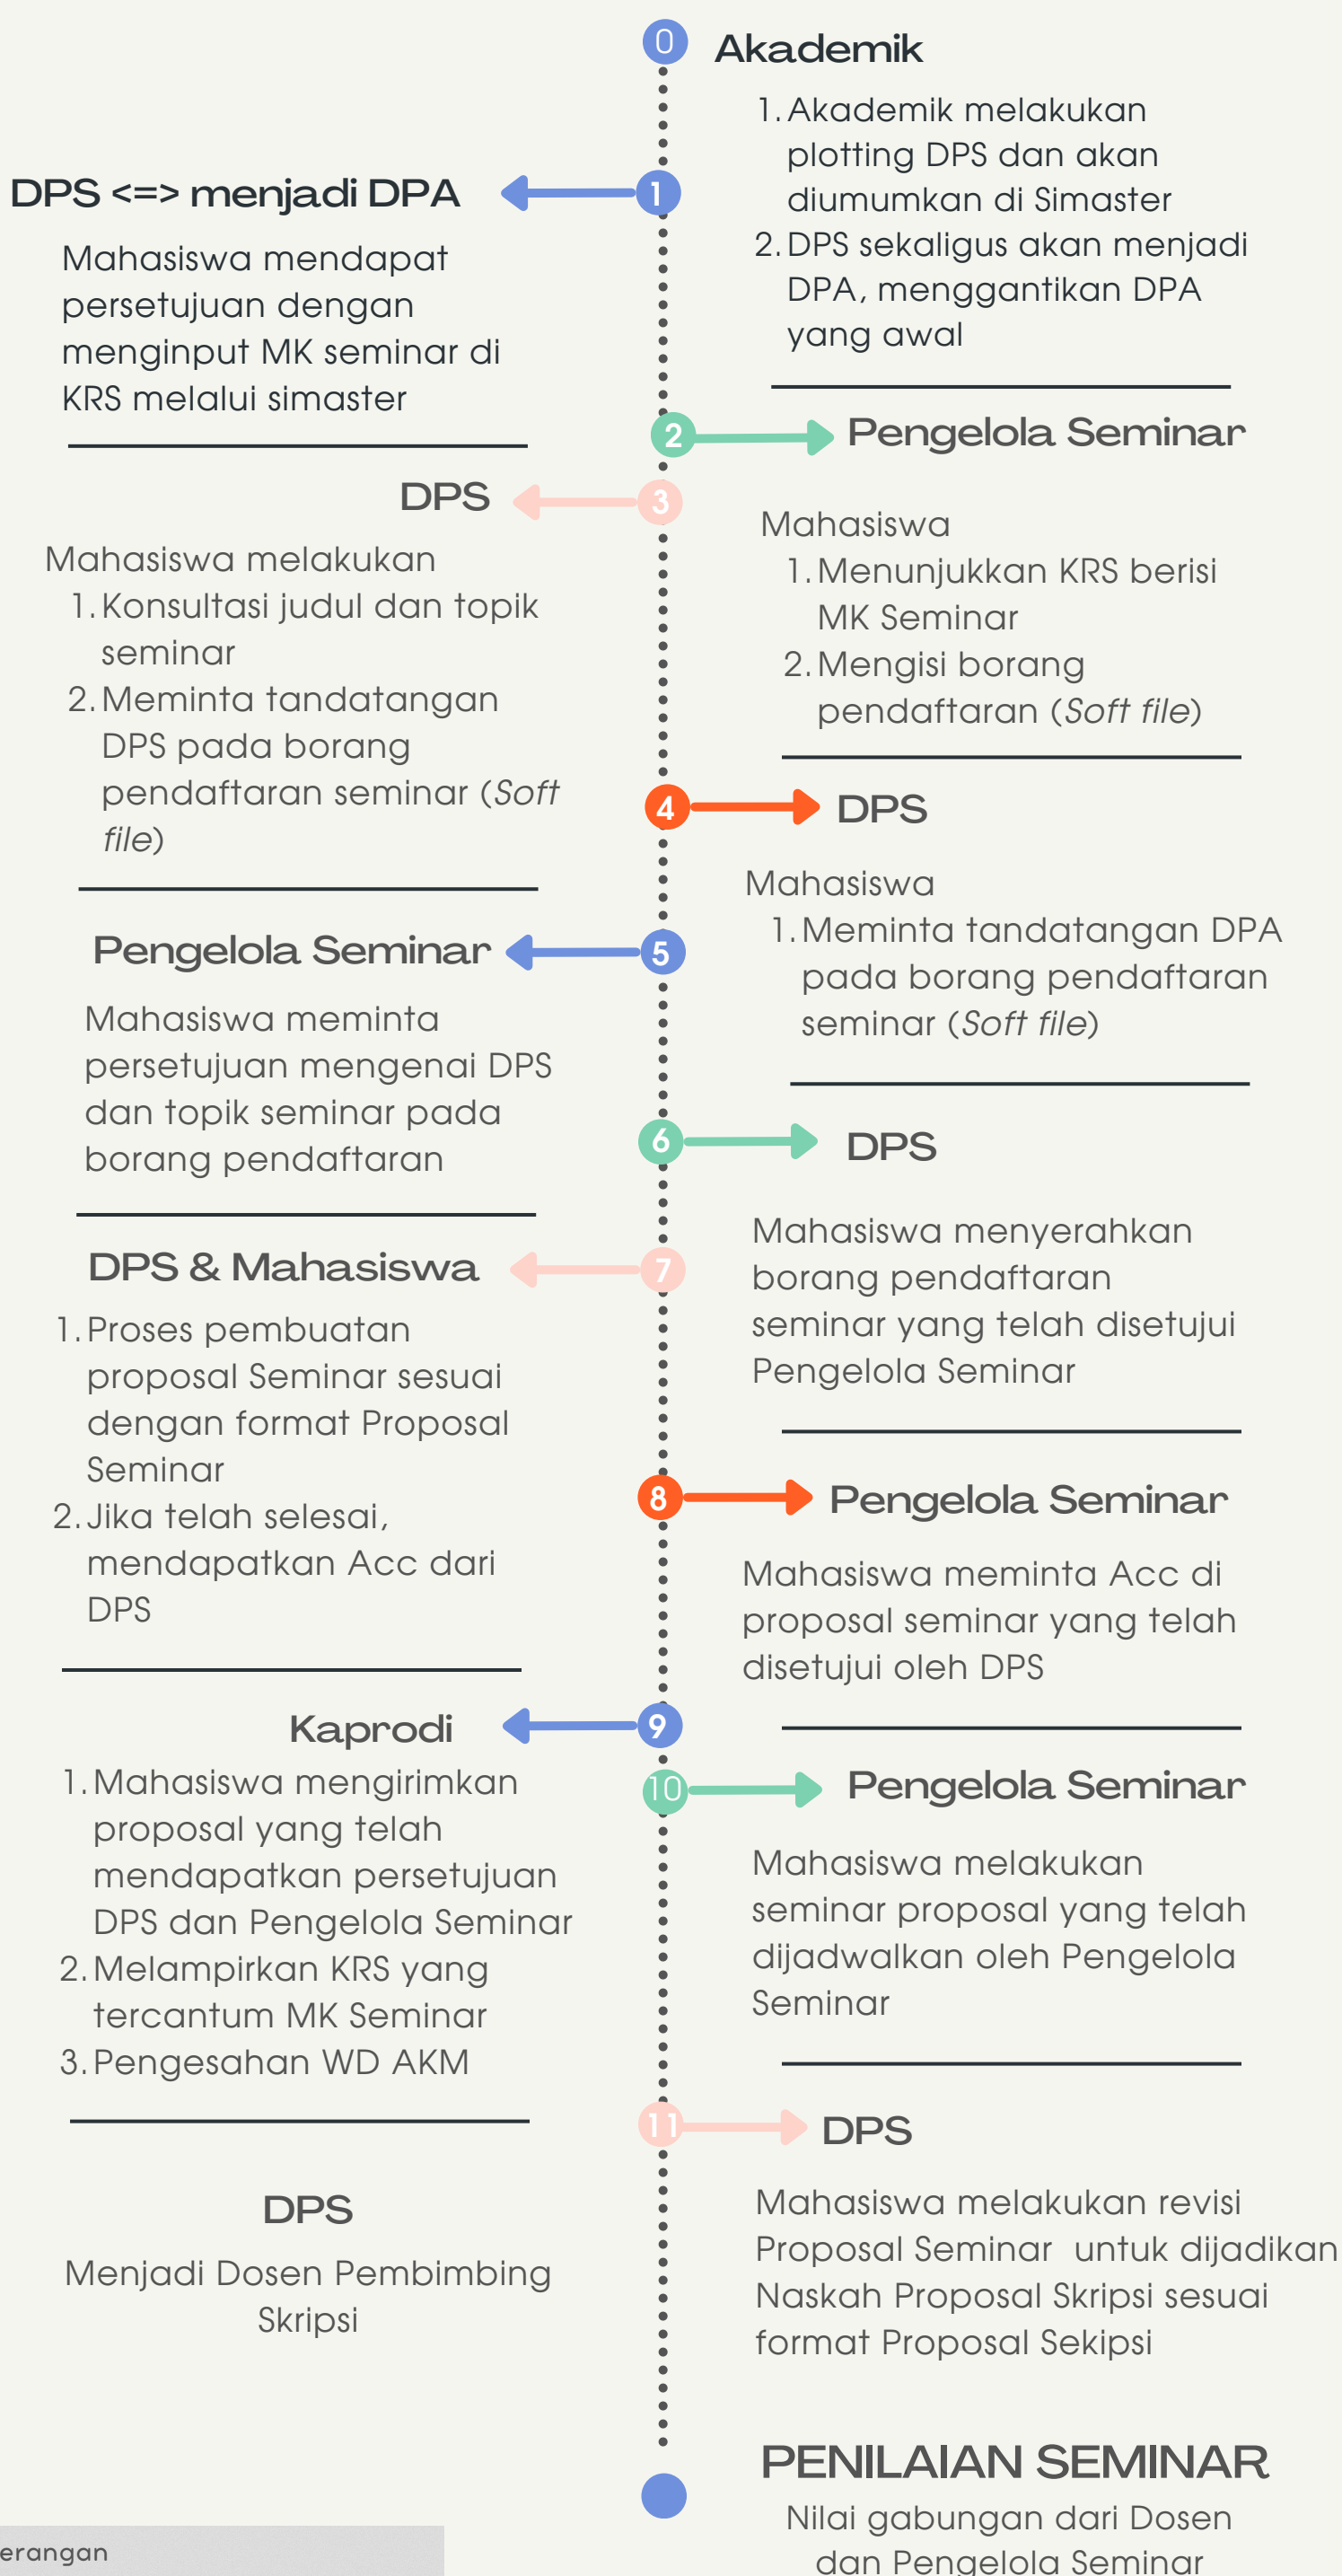 0
Akademik
1. Akademik melakukan
plotting DPS dan akan
diumumkan di Simaster
2. DPS sekaligus akan menjadi
DPA, menggantikan DPA
yang awal
1
DPS <=> menjadi DPA
Mahasiswa mendapat
persetujuan dengan
menginput MK seminar di
KRS melalui simaster
2
Pengelola Seminar
Mahasiswa
1. Menunjukkan KRS berisi
MK Seminar
2. Mengisi borang
pendaftaran (Soft file)
3
DPS
Mahasiswa melakukan
1. Konsultasi judul dan topik
seminar
2. Meminta tandatangan
DPS pada borang
pendaftaran seminar (Soft
file)
4
DPS
Mahasiswa
1. Meminta tandatangan DPA
pada borang pendaftaran
seminar (Soft file)
5
Pengelola Seminar
Mahasiswa meminta
persetujuan mengenai DPS
dan topik seminar pada
borang pendaftaran
6
DPS
Mahasiswa menyerahkan
borang pendaftaran
seminar yang telah disetujui
Pengelola Seminar
7
DPS & Mahasiswa
1. Proses pembuatan
proposal Seminar sesuai
dengan format Proposal
Seminar
2. Jika telah selesai,
mendapatkan Acc dari
DPS
8
Pengelola Seminar
Mahasiswa meminta Acc di
proposal seminar yang telah
disetujui oleh DPS
9
Kaprodi
1. Mahasiswa mengirimkan
proposal yang telah
mendapatkan persetujuan
DPS dan Pengelola Seminar
2. Melampirkan KRS yang
tercantum MK Seminar
3. Pengesahan WD AKM
10
Pengelola Seminar
Mahasiswa melakukan
seminar proposal yang telah
dijadwalkan oleh Pengelola
Seminar
11
DPS
Mahasiswa melakukan revisi
Proposal Seminar untuk dijadikan
Naskah Proposal Skripsi sesuai
format Proposal Sekipsi
DPS
Menjadi Dosen Pembimbing
Skripsi
PENILAIAN SEMINAR
Nilai gabungan dari Dosen
dan Pengelola Seminar
erangan